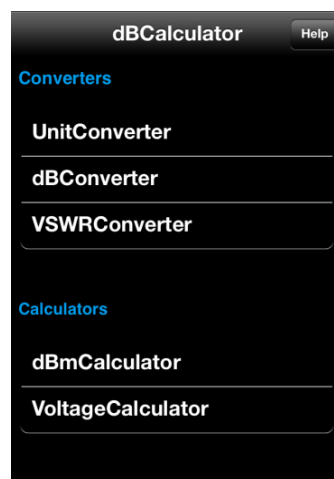 dBCalculator Help
Converters
UnitConverter
dBConverter
VSWRConverter
Calculators
dBmCalculator
VoltageCalculator